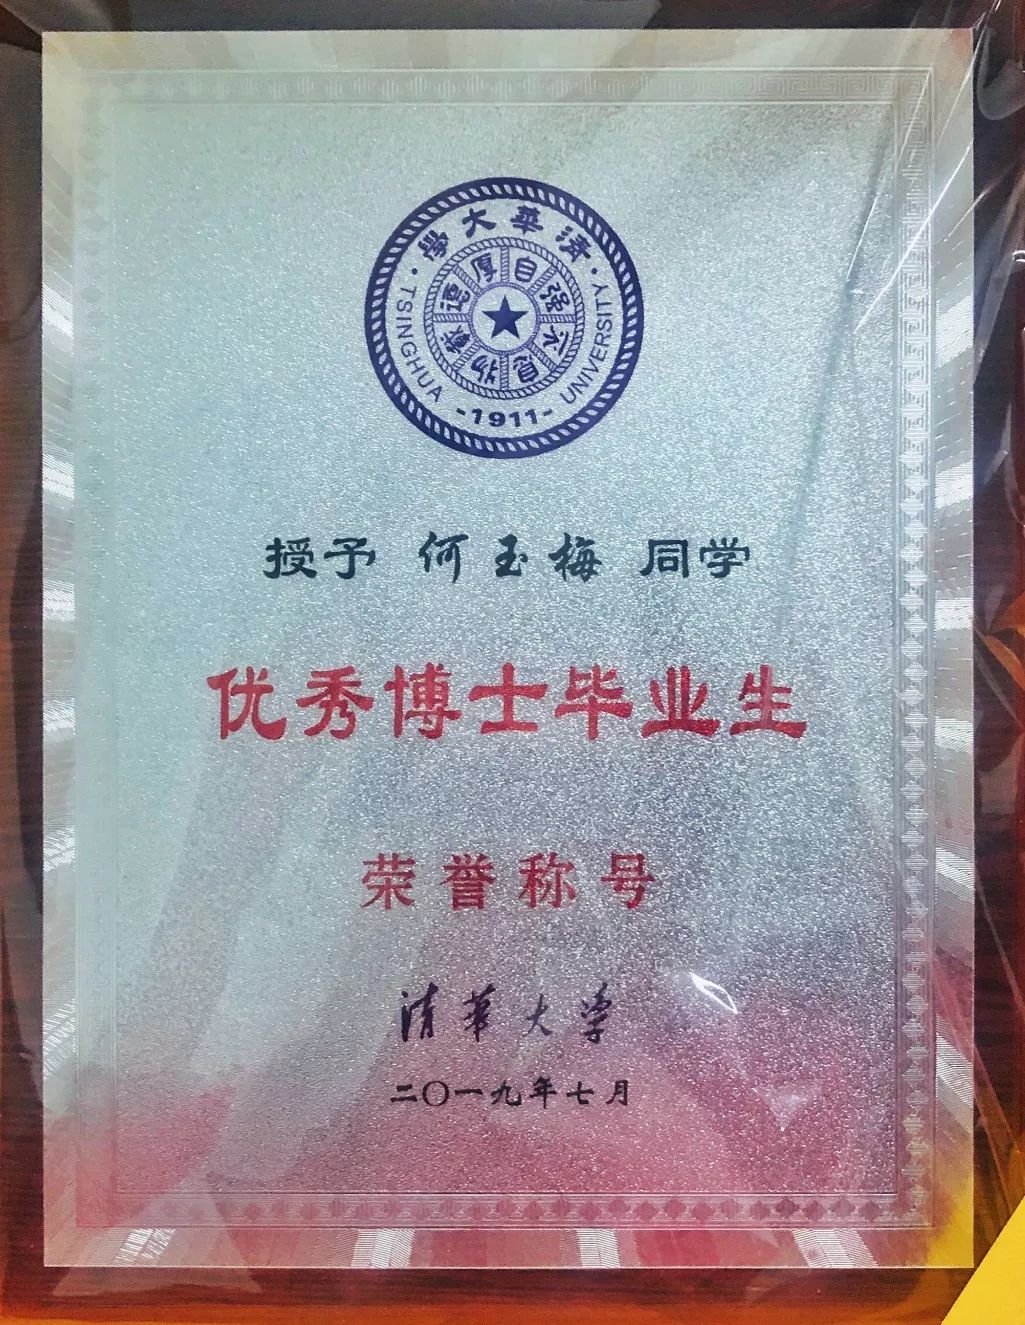 清華大學
TSINGHUA UNIVERSITY
-1911-
自强不息
厚德載物
授予 何玉梅 同学
优秀博士毕业生
荣誉称号
清華大学
二〇一九年七月